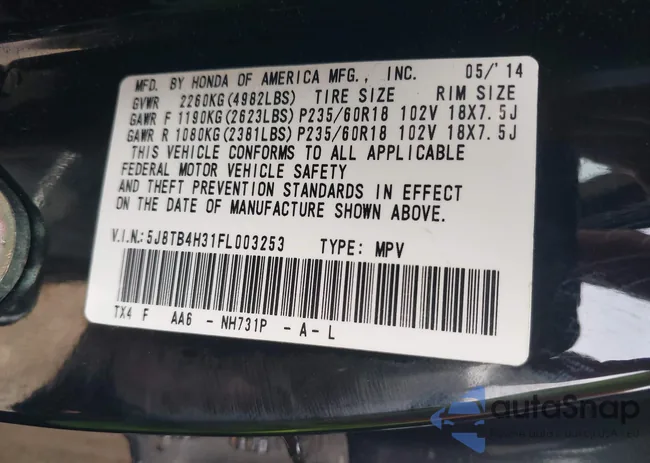 MFD. BY HONDA OF AMERICA MFG., INC. 05/'14
GVWR 2260KG(4982LBS) TIRE SIZE RIM SIZE
GAWR F 1190KG(2623LBS) P235/60R18 102V 18X7.5J
GAWR R 1080KG(2381LBS) P235/60R18 102V 18X7.5J
THIS VEHICLE CONFORMS TO ALL APPLICABLE
FEDERAL MOTOR VEHICLE SAFETY
AND THEFT PREVENTION STANDARDS IN EFFECT
ON THE DATE OF MANUFACTURE SHOWN ABOVE.
V.I.N.:5J8TB4H31FL003253 TYPE: MPV
TX4 F AA6 - NH731P - A - L
autoSnap